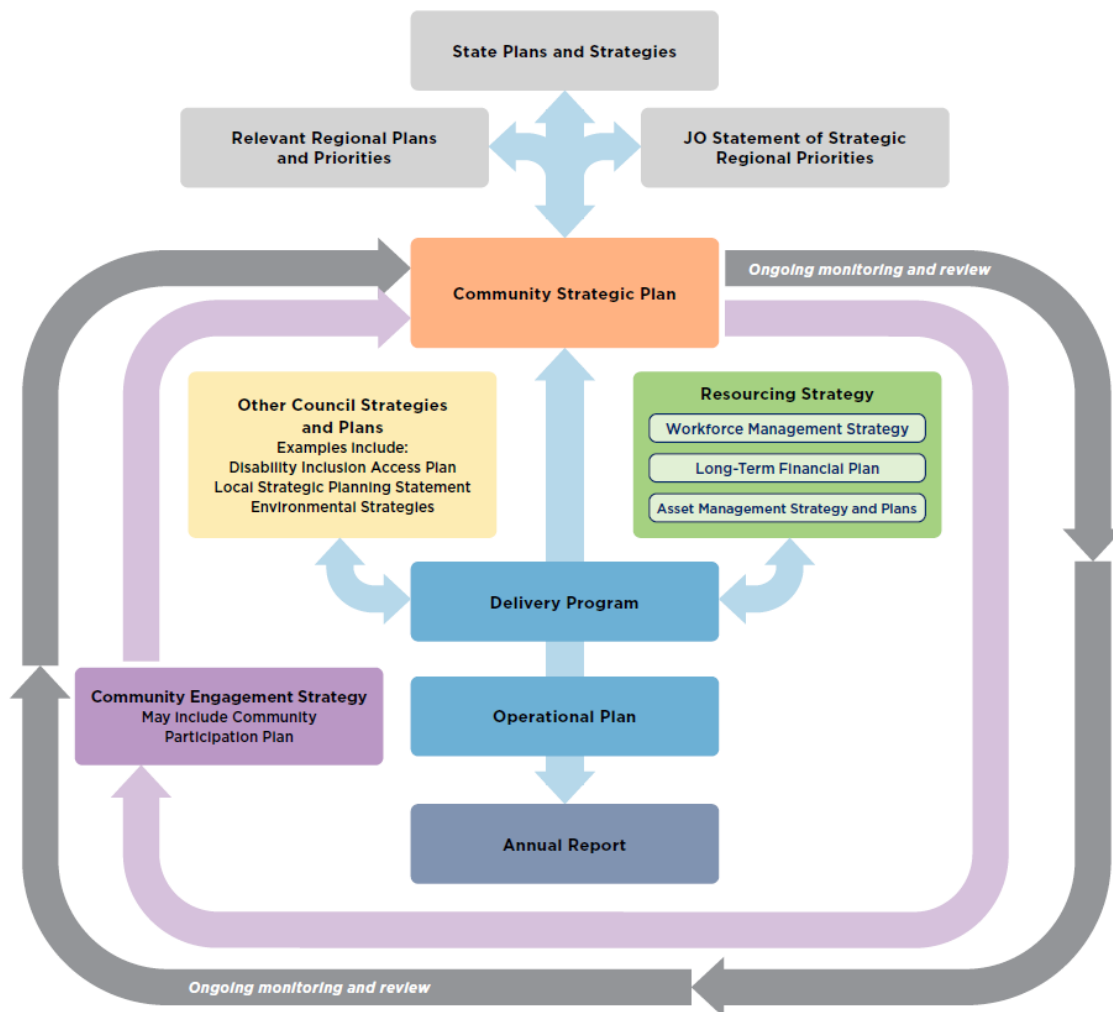 State Plans and Strategies
Relevant Regional Plans
and Priorities
JO Statement of Strategic
Regional Priorities
Community Strategic Plan
Ongoing monitoring and review
Other Council Strategies
and Plans
Examples Include:
Disability Inclusion Access Plan
Local Strategic Planning Statement
Environmental Strategies
Resourcing Strategy
Workforce Management Strategy
Long-Term Financial Plan
Asset Management Strategy and Plans
Delivery Program
Community Engagement Strategy
May Include Community
Participation Plan
Operational Plan
Annual Report
Ongoing monitoring and review